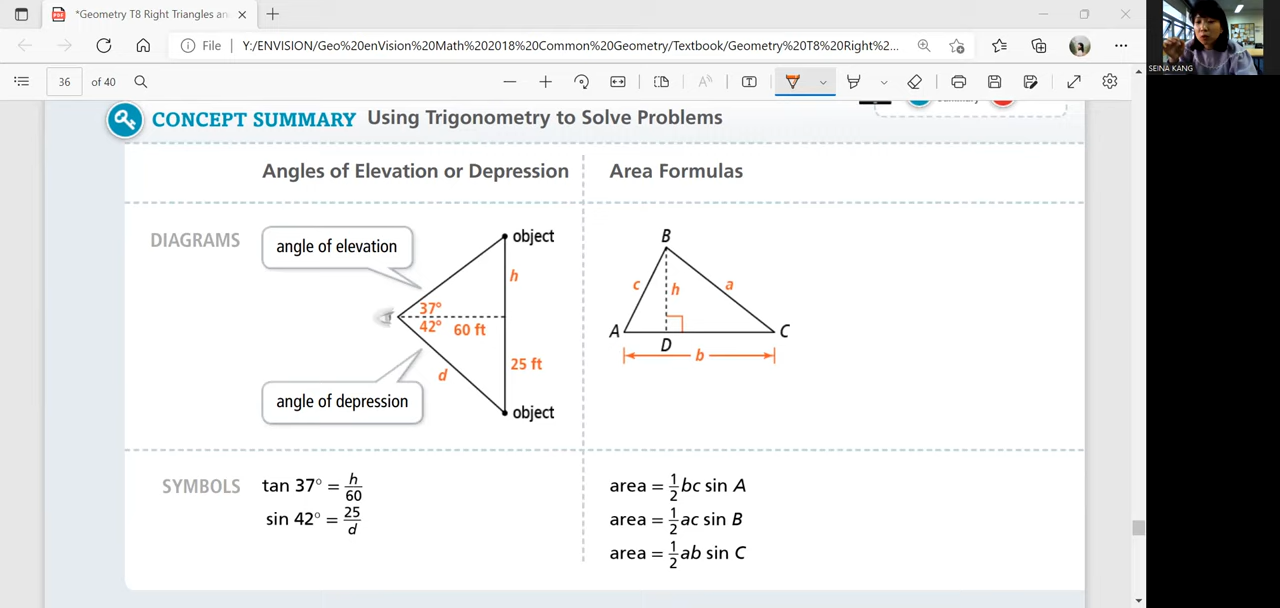 *Geometry T8 Right Triangles an
File
Y:/ENVISION/Geo%20enVision%20Math%202018%20Common%20Geometry/Textbook/Geometry%20T8%20Right%2...
36 of 40
SEINA KANG
CONCEPT SUMMARY Using Trigonometry to Solve Problems
Angles of Elevation or Depression
Area Formulas
DIAGRAMS
angle of elevation
object
h
37°
42°
60 ft
25 ft
d
angle of depression
object
B
c
h
a
A
D
C
b
SYMBOLS
tan 37° = h/60
sin 42° = 25/d
area = 1/2 bc sin A
area = 1/2 ac sin B
area = 1/2 ab sin C